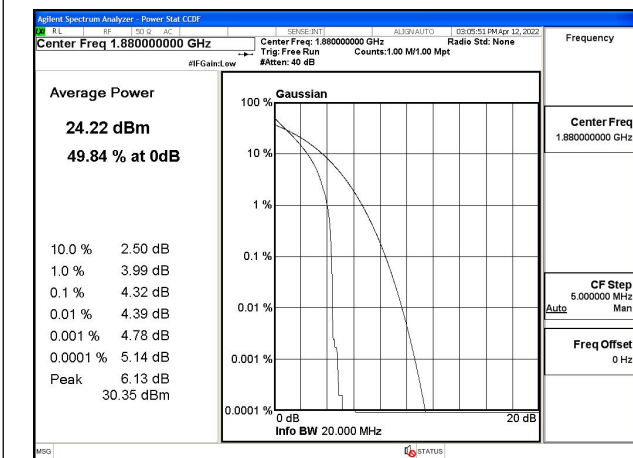 Agilent Spectrum Analyzer - Power Stat CCDF
RL RF 50 Ω AC SENSE:INT ALIGNAUTO 03:05:51 PM Apr 12, 2022
Center Freq 1.880000000 GHz
Center Freq: 1.880000000 GHz Radio Std: None
Trig: Free Run Counts:1.00 M/1.00 Mpt
#IFGain:Low #Atten: 40 dB
Frequency
Average Power
24.22 dBm
49.84 % at 0dB
10.0 % 2.50 dB
1.0 % 3.99 dB
0.1 % 4.32 dB
0.01 % 4.39 dB
0.001 % 4.78 dB
0.0001 % 5.14 dB
Peak 6.13 dB
30.35 dBm
Gaussian
100 %
10 %
1 %
0.1 %
0.01 %
0.001 %
0.0001 %
0 dB 20 dB
Info BW 20.000 MHz
Center Freq
1.880000000 GHz
CF Step
5.000000 MHz
Auto Man
Freq Offset
0 Hz
MSG STATUS